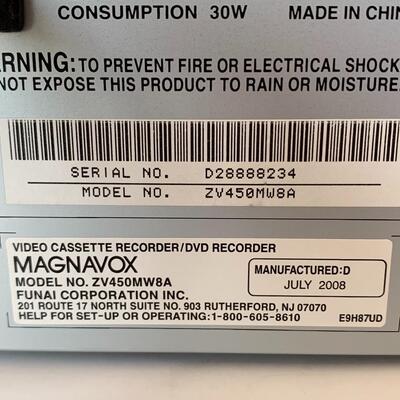 CONSUMPTION 30W MADE IN CHIN
ARNING: TO PREVENT FIRE OR ELECTRICAL SHOCK
NOT EXPOSE THIS PRODUCT TO RAIN OR MOISTURE.
SERIAL NO. D28888234
MODEL NO. ZV450MW8A
VIDEO CASSETTE RECORDER/DVD RECORDER
MAGNAVOX
MODEL NO. ZV450MW8A
FUNAI CORPORATION INC.
201 ROUTE 17 NORTH SUITE NO. 903 RUTHERFORD, NJ 07070
HELP FOR SET-UP OR OPERATING:1-800-605-8610
MANUFACTURED:D
JULY 2008
E9H87UD